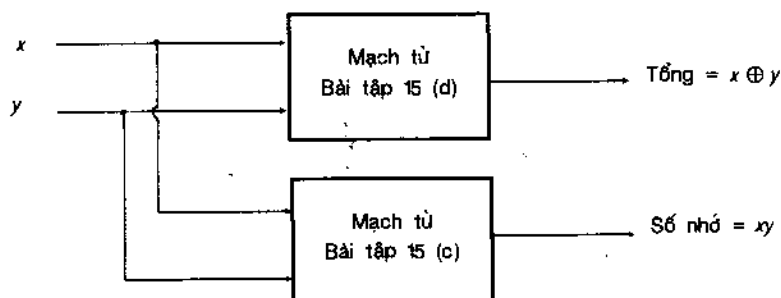 x
y
Mạch từ
Bài tập 15 (d)
Tổng = x ⊕ y
Mạch từ
Bài tập 15 (c)
Số nhớ = xy